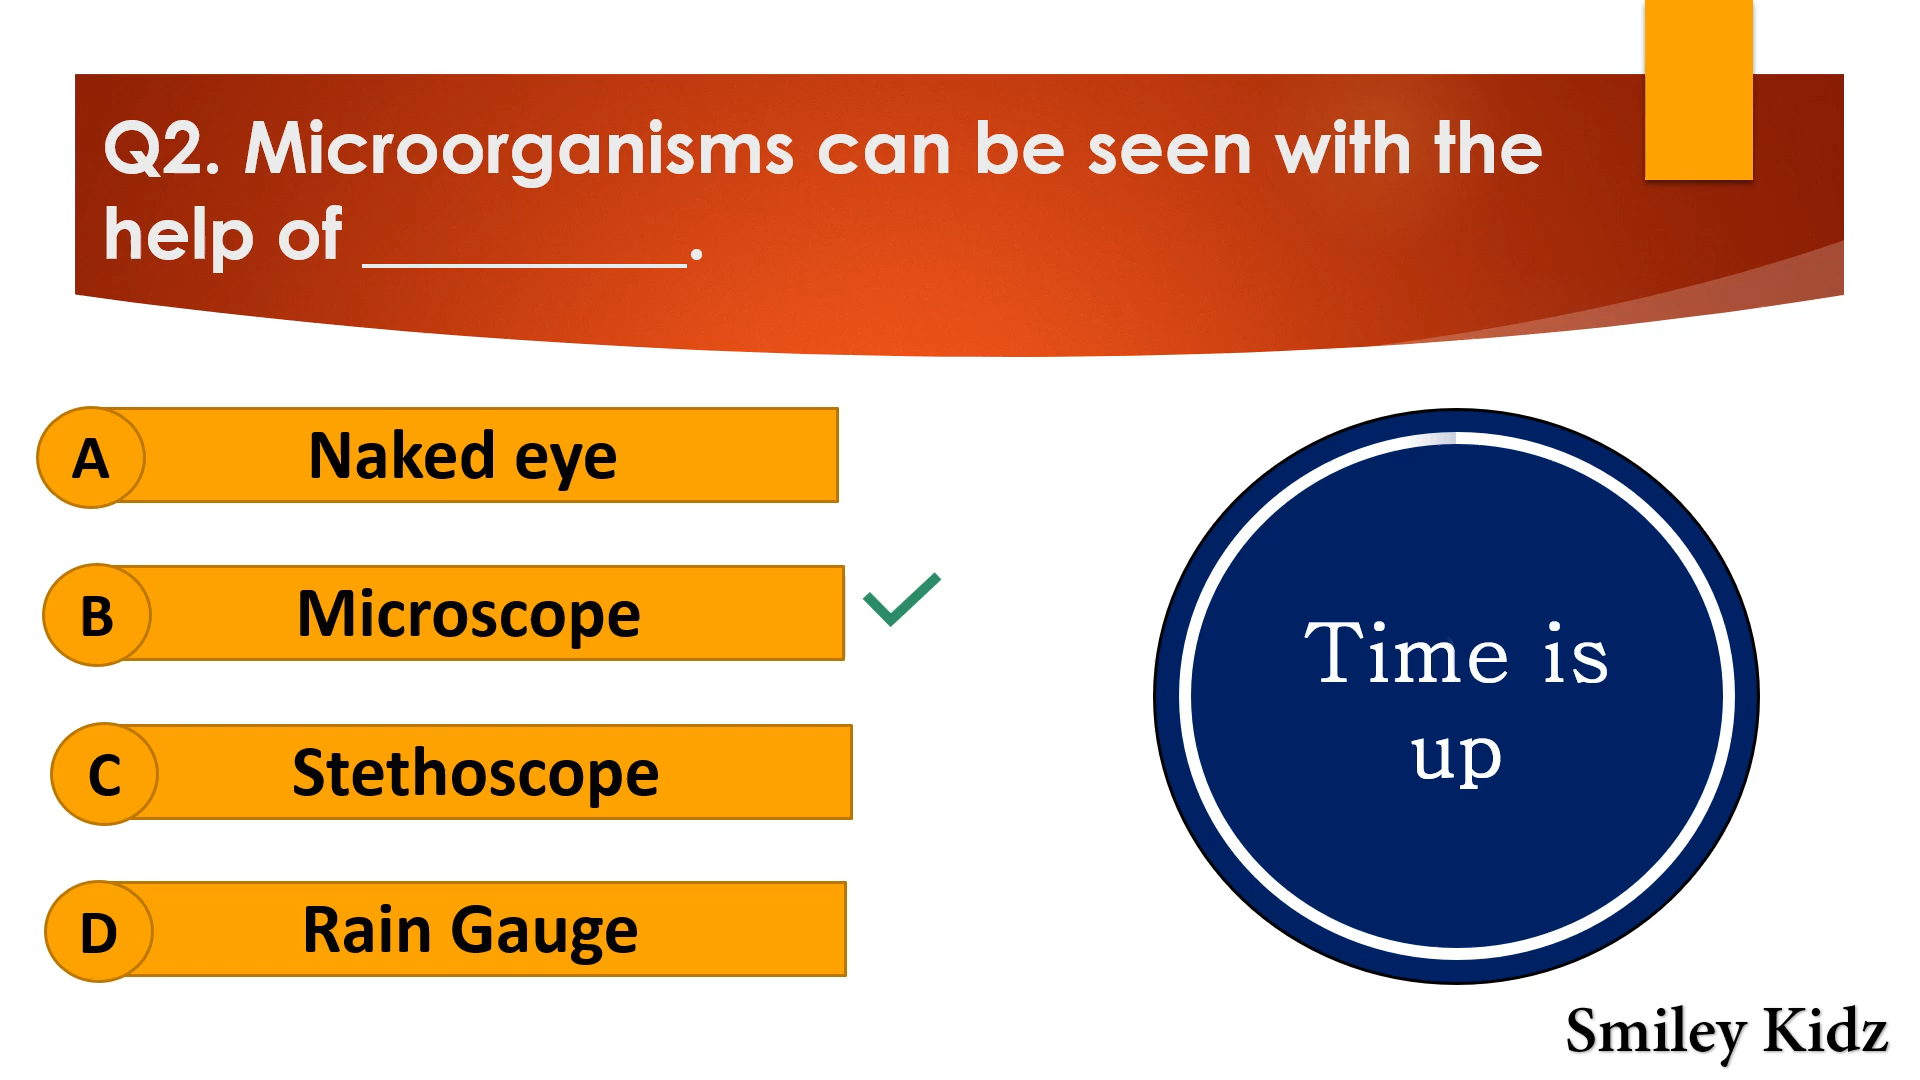 Q2. Microorganisms can be seen with the
help of __________.
A Naked eye
B Microscope
C Stethoscope
D Rain Gauge
Time is
up
Smiley Kidz